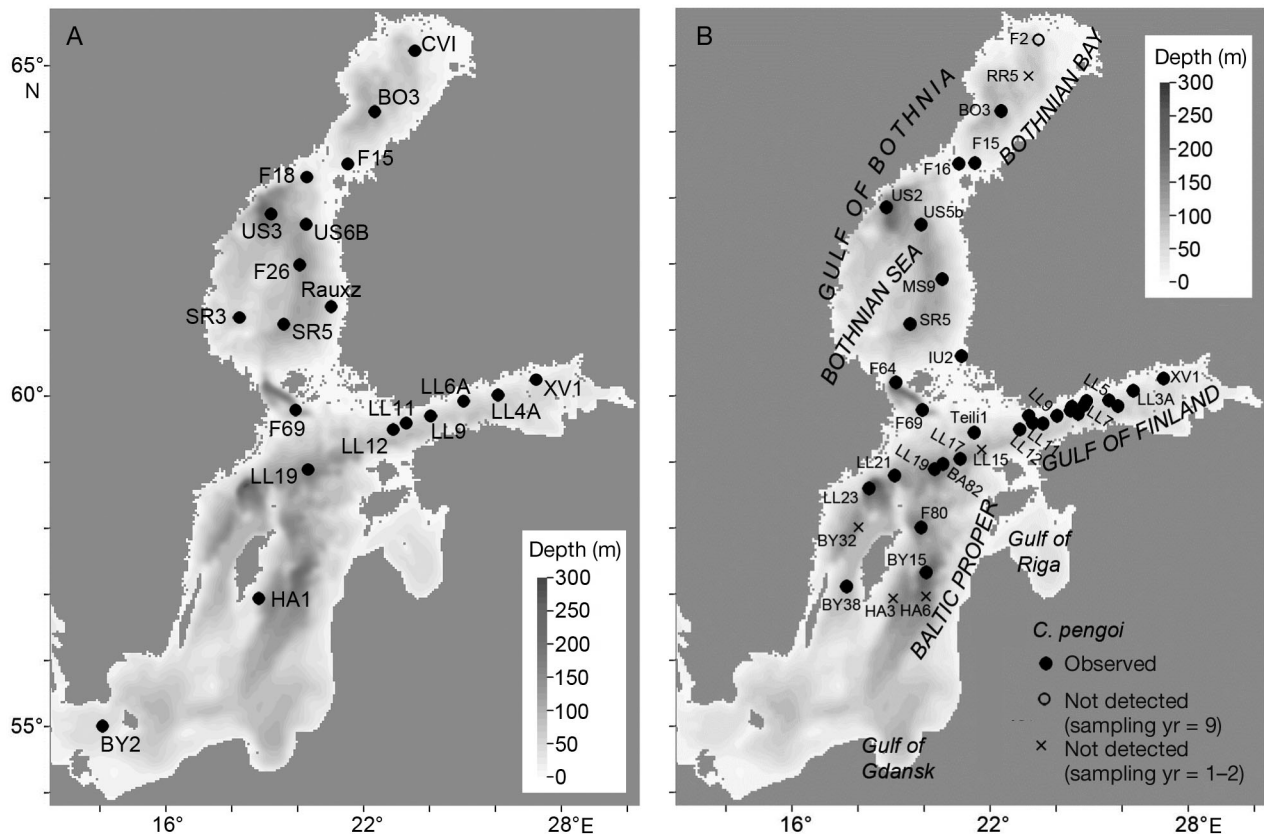 A
65°
N
60°
55°
CVI
BO3
F15
F18
US3
US6B
F26
Rauxz
SR3
SR5
F69
LL6A
XV1
LL11
LL4A
LL9
LL12
LL19
HA1
BY2
Depth (m)
300
250
200
150
100
50
0
16°
22°
28°
E
B
F2
RR5
BO3
F15
F16
US2
US5b
MS9
SR5
IU2
F64
F69
Teili1
LL9
LL5
XV1
LL3A
LL7
LL11
LL12
LL17
LL15
LL19
BA82
LL21
LL23
F80
BY32
BY15
BY38
HA3
HA6
GULF OF BOTHNIA
BOTHNIAN BAY
BOTHNIAN SEA
GULF OF FINLAND
BALTIC PROPER
Gulf of
Riga
Gulf of
Gdansk
Depth (m)
300
250
200
150
100
50
0
C. pengoi
Observed
Not detected
(sampling yr = 9)
Not detected
(sampling yr = 1–2)
16°
22°
28°
E